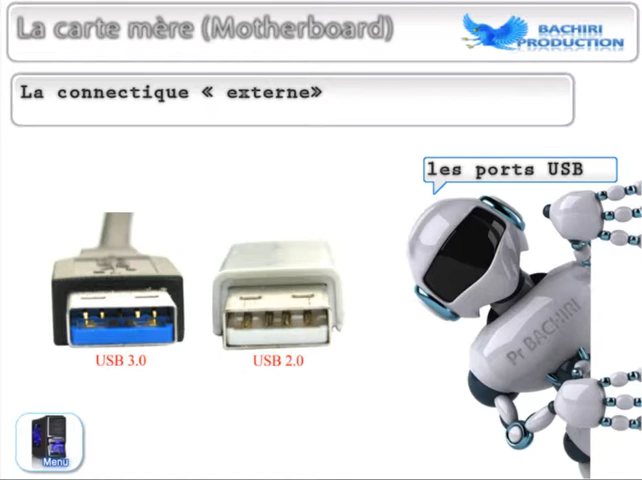 La carte mère (Motherboard)
BACHIRI
PRODUCTION
La connectique « externe»
les ports USB
Pr BACHIRI
USB 3.0
USB 2.0
Menu